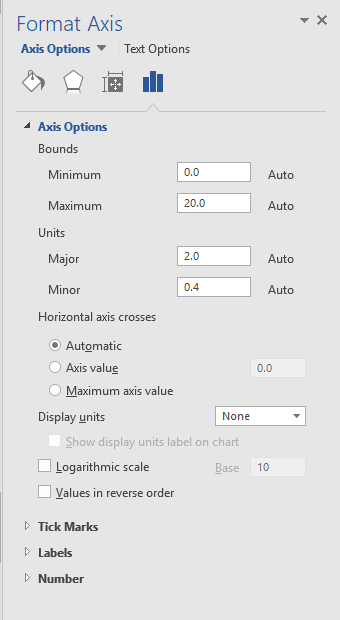 Format Axis
Axis Options Text Options
Axis Options
Bounds
Minimum 0.0 Auto
Maximum 20.0 Auto
Units
Major 2.0 Auto
Minor 0.4 Auto
Horizontal axis crosses
Automatic
Axis value 0.0
Maximum axis value
Display units None
Show display units label on chart
Logarithmic scale Base 10
Values in reverse order
Tick Marks
Labels
Number